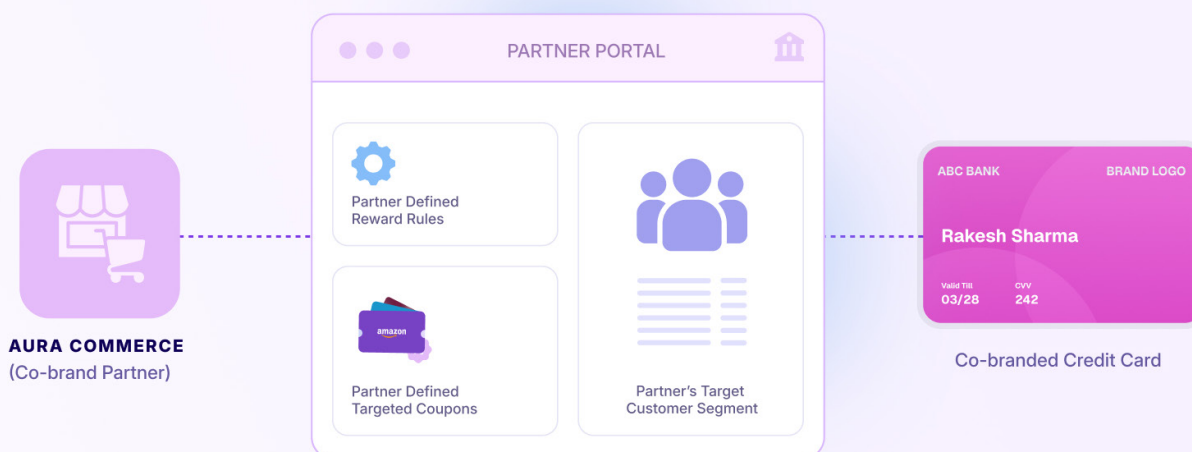 PARTNER PORTAL
Partner Defined
Reward Rules
amazon
Partner Defined
Targeted Coupons
Partner's Target
Customer Segment
AURA COMMERCE
(Co-brand Partner)
ABC BANK
BRAND LOGO
Rakesh Sharma
Valid Till
CVV
03/28
242
Co-branded Credit Card